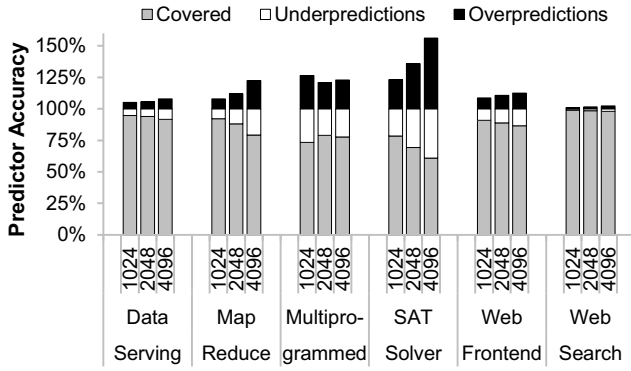 Covered Underpredictions Overpredictions
Predictor Accuracy
150%
125%
100%
75%
50%
25%
0%
1024 2048 4096 1024 2048 4096 1024 2048 4096 1024 2048 4096 1024 2048 4096 1024 2048 4096
Data Map Multipro- SAT Web Web
Serving Reduce grammed Solver Frontend Search